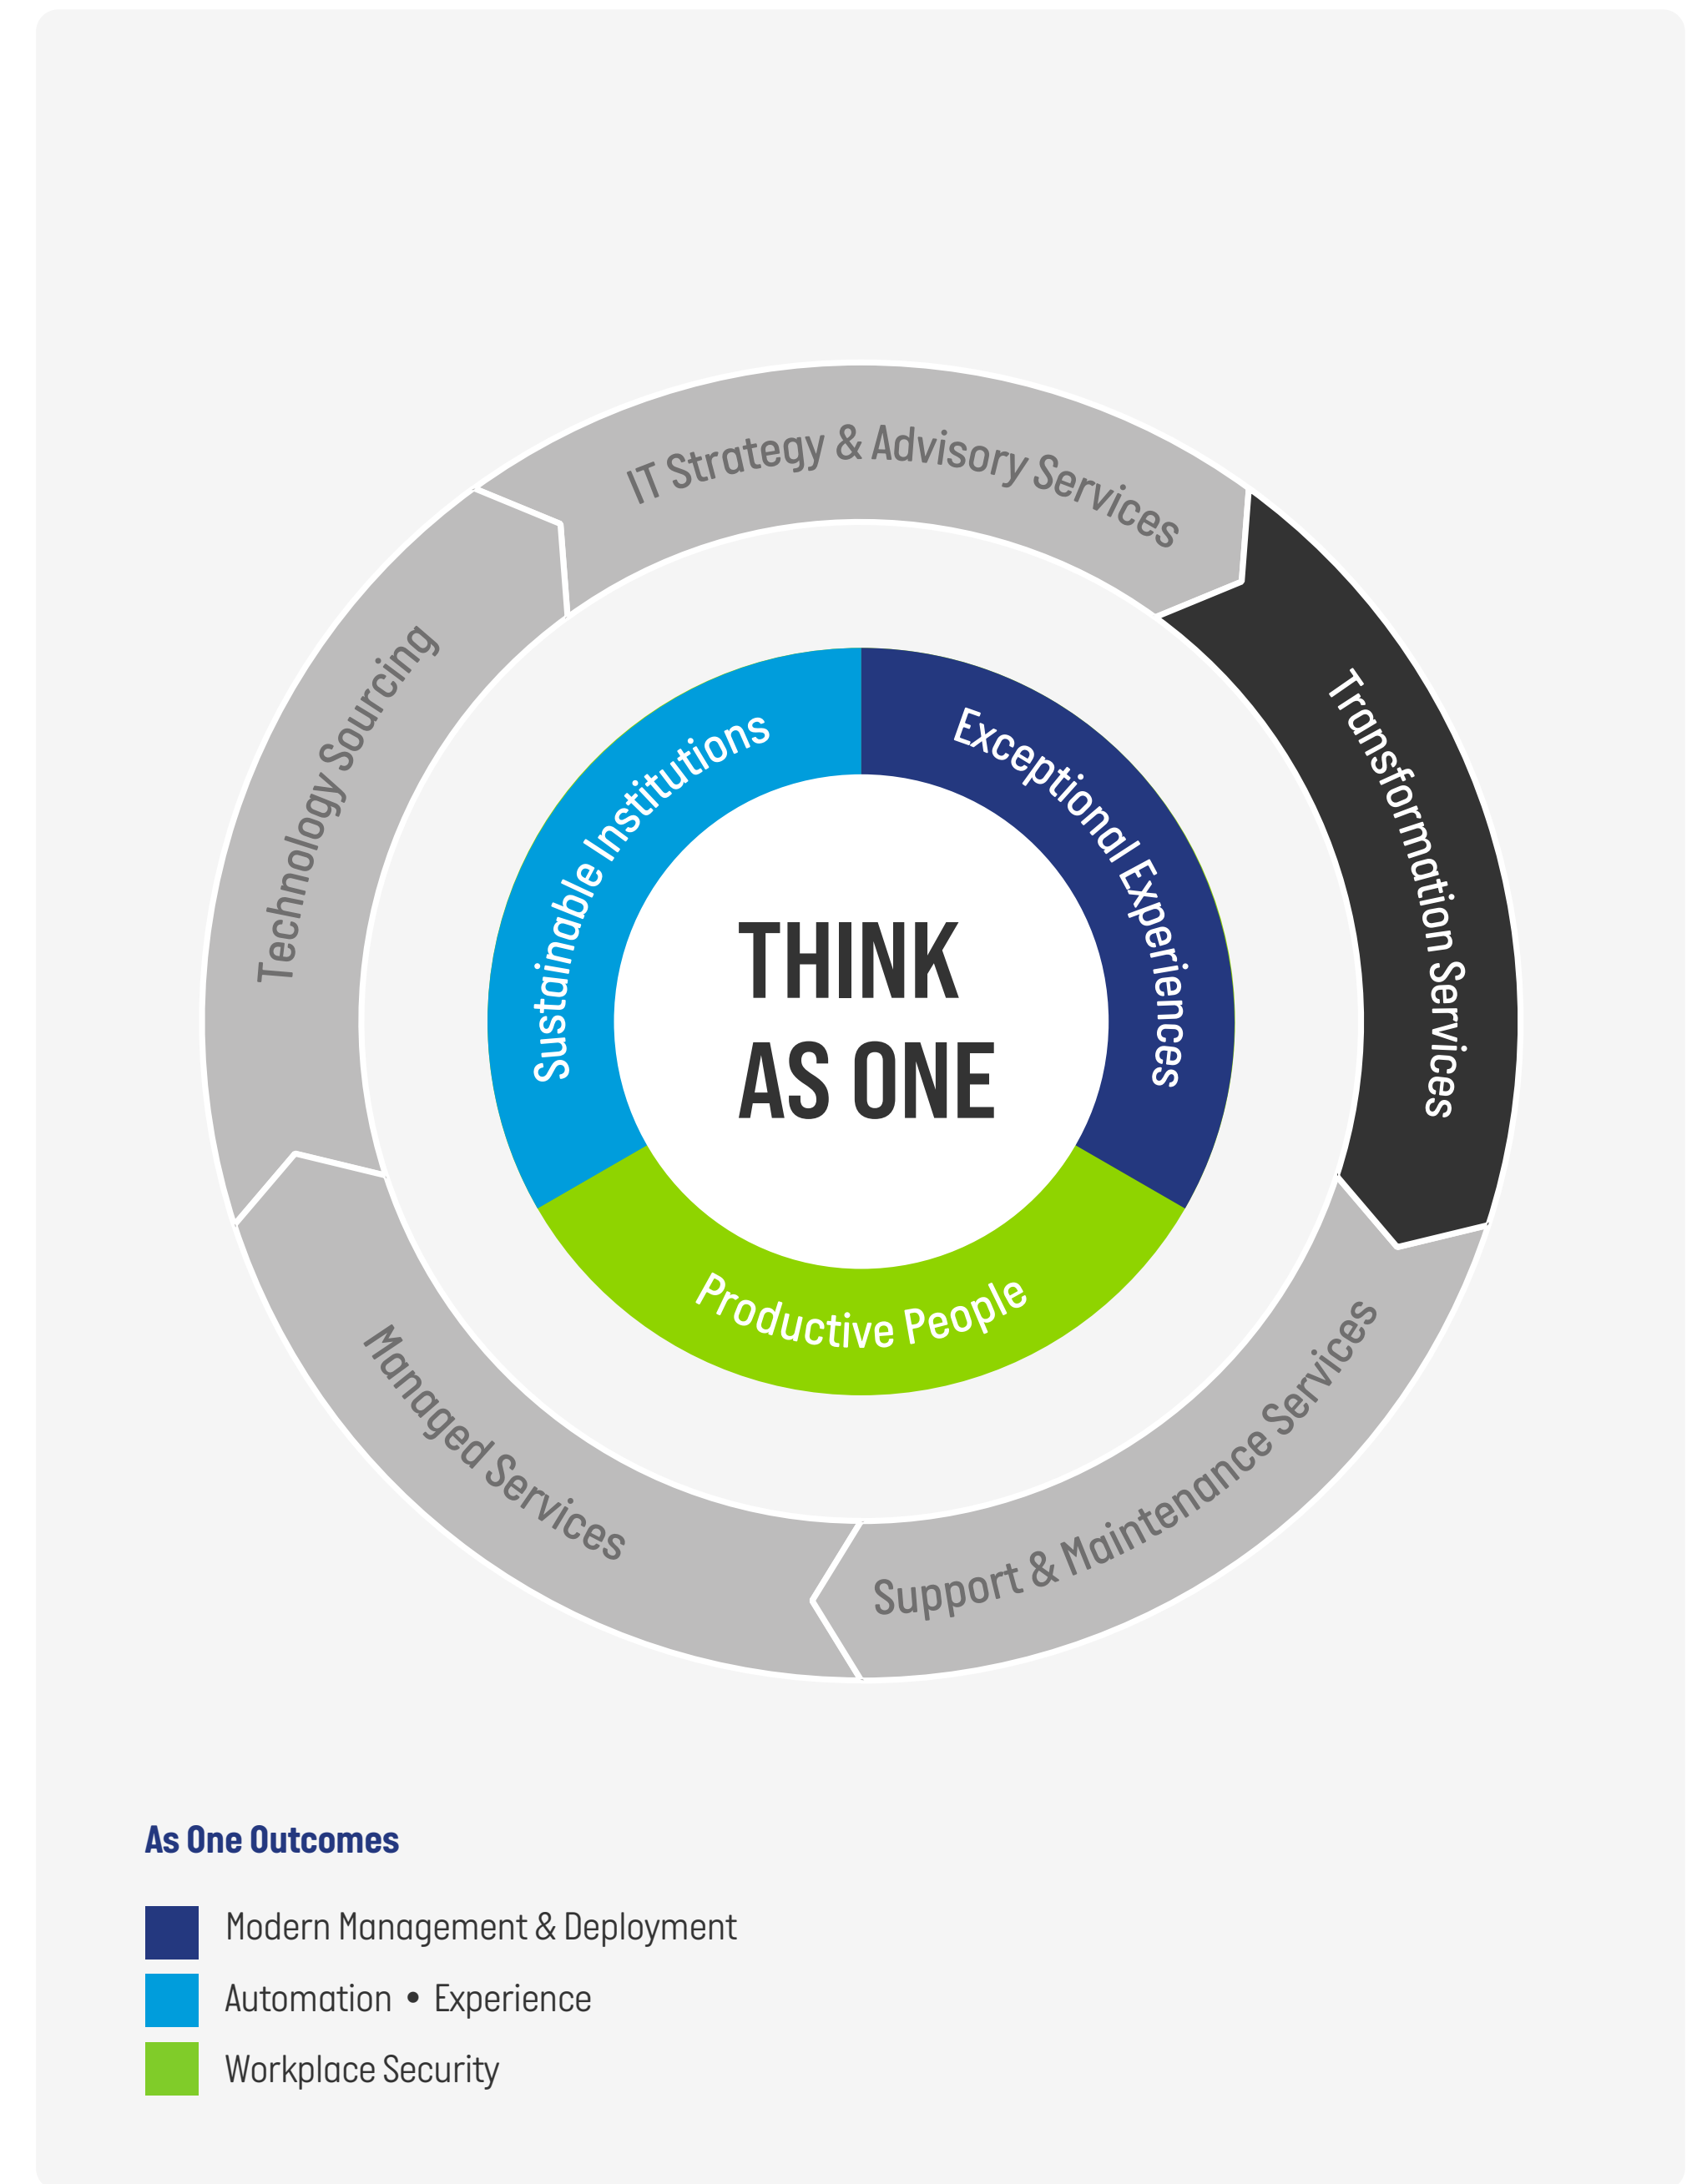 IT Strategy & Advisory Services
Transformation Services
Support & Maintenance Services
Managed Services
Technology Sourcing
Sustainable Institutions
Exceptional Experiences
Productive People
THINK
AS ONE
As One Outcomes
Modern Management & Deployment
Automation • Experience
Workplace Security